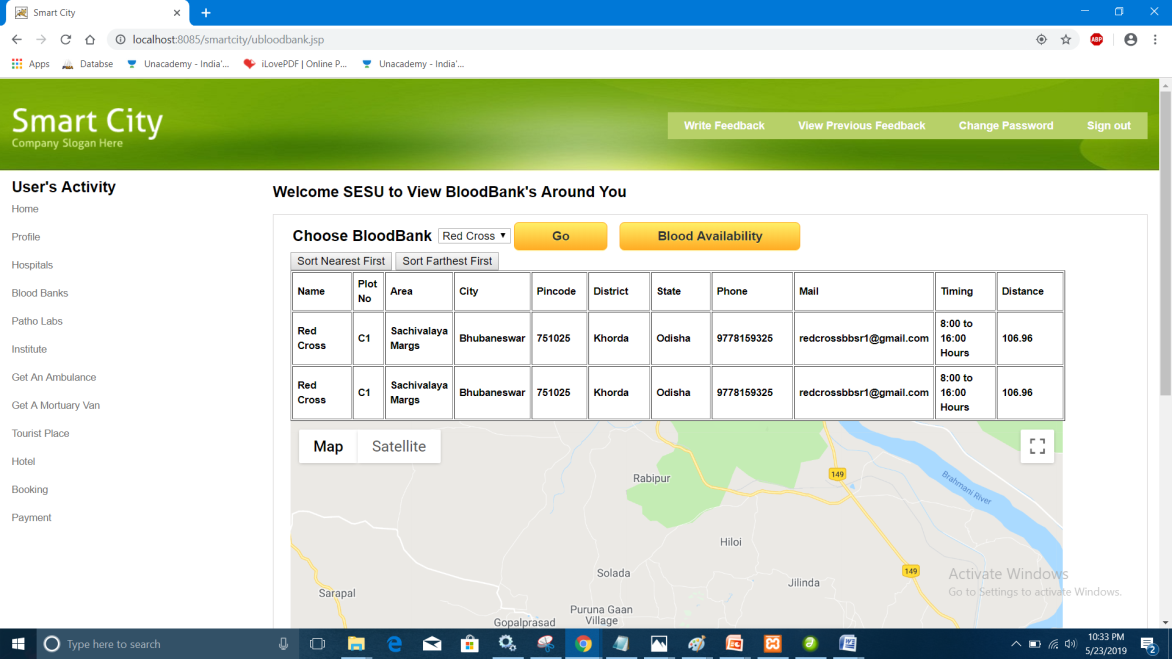 Smart City
localhost:8085/smartcity/ubloodbank.jsp
ABP
Apps Databse Unacademy - India'... iLovePDF | Online P... Unacademy - India'...
Smart City
Company Slogan Here
Write Feedback View Previous Feedback Change Password Sign out
User's Activity
Home
Profile
Hospitals
Blood Banks
Patho Labs
Institute
Get An Ambulance
Get A Mortuary Van
Tourist Place
Hotel
Booking
Payment
Welcome SESU to View BloodBank's Around You
Choose BloodBank Red Cross Go Blood Availability
Sort Nearest First Sort Farthest First
Name Plot No Area City Pincode District State Phone Mail Timing Distance
Red Cross C1 Sachivalaya Margs Bhubaneswar 751025 Khorda Odisha 9778159325 redcrossbbsr1@gmail.com 8:00 to 16:00 Hours 106.96
Red Cross C1 Sachivalaya Margs Bhubaneswar 751025 Khorda Odisha 9778159325 redcrossbbsr1@gmail.com 8:00 to 16:00 Hours 106.96
Map Satellite
Rabipur
149
Brahmani River
Hiloi
149
Solada
Jilinda
Sarapal
Puruna Gaan
Village
Gopalprasad
Activate Windows
Go to Settings to activate Windows.
Type here to search
10:33 PM
5/23/2019
2